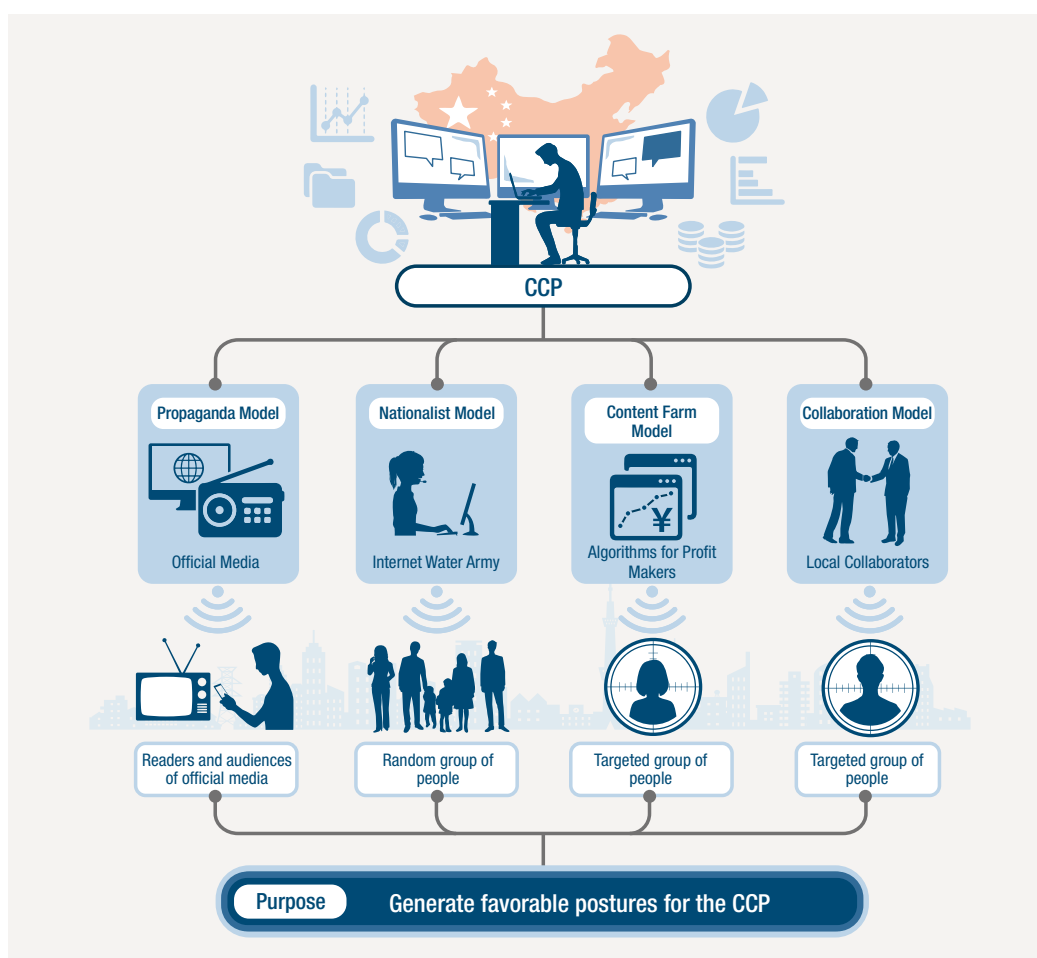 CCP
Propaganda Model
Official Media
Readers and audiences
of official media
Nationalist Model
Internet Water Army
Random group of
people
Content Farm
Model
¥
Algorithms for Profit
Makers
Targeted group of
people
Collaboration Model
Local Collaborators
Targeted group of
people
Purpose
Generate favorable postures for the CCP